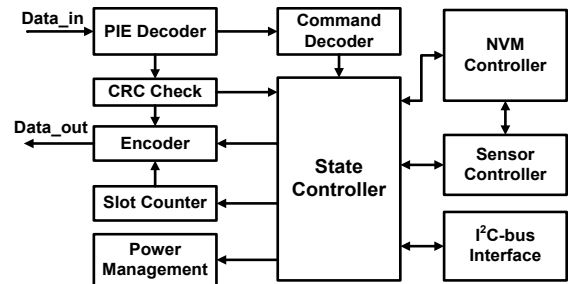 Data_in
PIE Decoder
Command
Decoder
NVM
Controller
CRC Check
Data_out
Encoder
State
Controller
Sensor
Controller
Slot Counter
Power
Management
I²C-bus
Interface